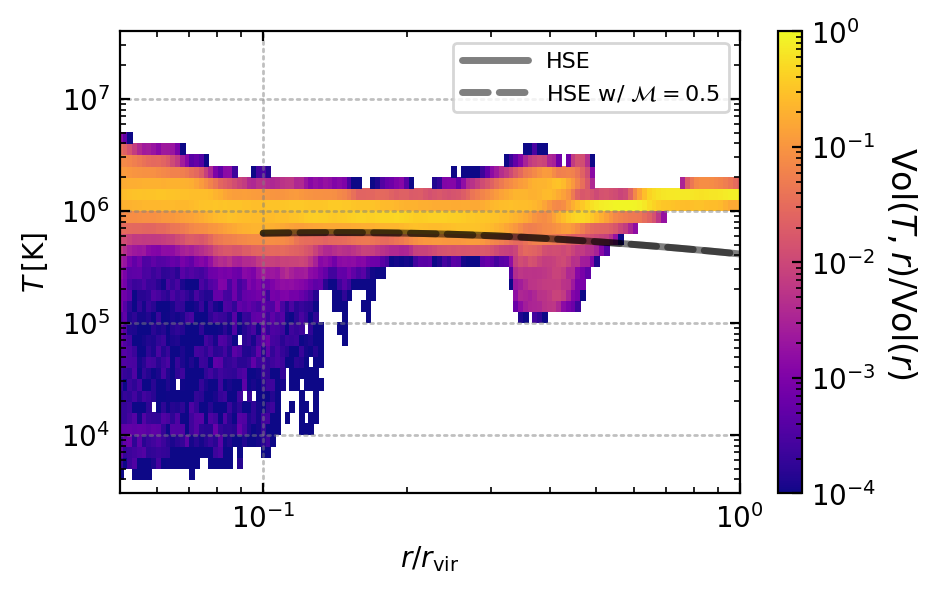 HSE
HSE w/ ℳ = 0.5
10⁷
10⁶
10⁵
10⁴
T [K]
10⁻¹
10⁰
r/r_vir
10⁰
10⁻¹
10⁻²
10⁻³
10⁻⁴
Vol(T, r)/Vol(r)